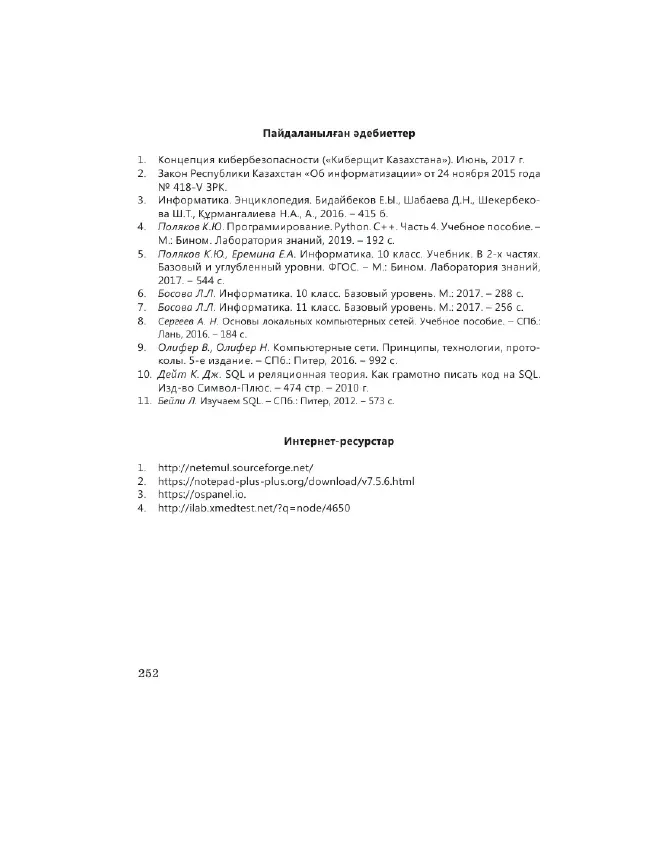 Пайдаланылған әдебиеттер
1. Концепция кибербезопасности («Киберщит Казахстана»). Июнь, 2017 г.
2. Закон Республики Казахстан «Об информатизации» от 24 ноября 2015 года
№ 418-V ЗРК.
3. Информатика. Энциклопедия. Бидайбеков Е.Ы., Шабаева Д.Н., Шекербеко-
ва Ш.Т., Құрмангалиева Н.А., А., 2016. – 415 б.
4. Поляков К.Ю. Программирование. Python. C++. Часть 4. Учебное пособие. –
М.: Бином. Лаборатория знаний, 2019. – 192 с.
5. Поляков К.Ю., Еремина Е.А. Информатика. 10 класс. Учебник. В 2-х частях.
Базовый и углубленный уровни. ФГОС. – М.: Бином. Лаборатория знаний,
2017. – 544 с.
6. Босова Л.Л. Информатика. 10 класс. Базовый уровень. М.: 2017. – 288 с.
7. Босова Л.Л. Информатика. 11 класс. Базовый уровень. М.: 2017. – 256 с.
8. Сергеев А. Н. Основы локальных компьютерных сетей. Учебное пособие. – СПб.:
Лань, 2016. – 184 с.
9. Олифер В., Олифер Н. Компьютерные сети. Принципы, технологии, прото-
колы. 5-е издание. – СПб.: Питер, 2016. – 992 с.
10. Дейт К. Дж. SQL и реляционная теория. Как грамотно писать код на SQL.
Изд-во Символ-Плюс. – 474 стр. – 2010 г.
11. Бейли Л. Изучаем SQL. – СПб.: Питер, 2012. – 573 с.
Интернет-ресурстар
1. http://netemul.sourceforge.net/
2. https://notepad-plus-plus.org/download/v7.5.6.html
3. https://ospanel.io.
4. http://ilab.xmedtest.net/?q=node/4650
252